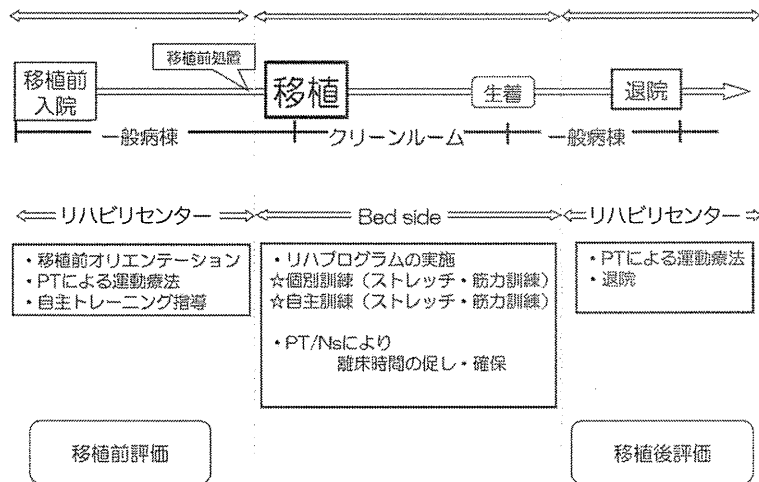 移植前処置
移植前
入院
移植
生着
退院
一般病棟
クリーンルーム
一般病棟
リハビリセンター
Bed side
リハビリセンター
・移植前オリエンテーション
・PTによる運動療法
・自主トレーニング指導
・リハプログラムの実施
☆個別訓練（ストレッチ・筋力訓練）
☆自主訓練（ストレッチ・筋力訓練）
・PT/Nsにより
離床時間の促し・確保
・PTによる運動療法
・退院
移植前評価
移植後評価